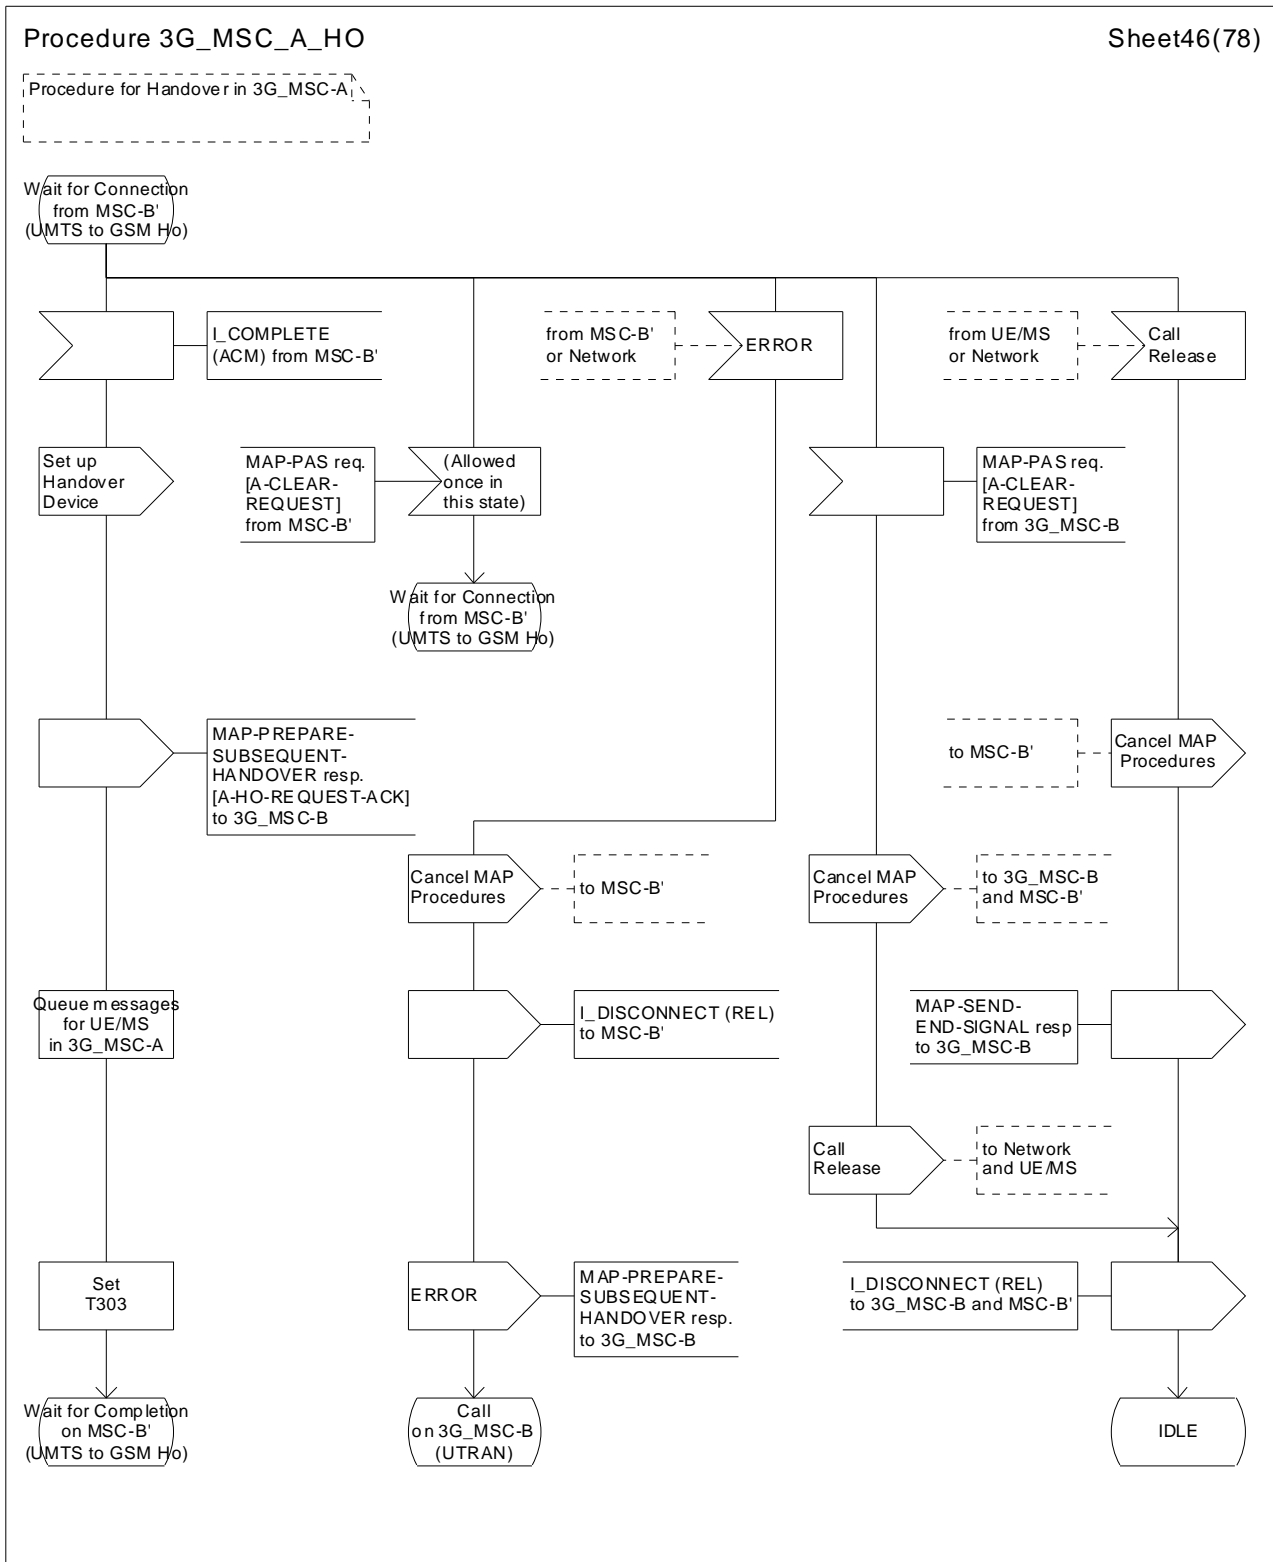 Procedure 3G_MSC_A_HO
Sheet46(78)
Procedure for Handover in 3G_MSC-A
Wait for Connection
from MSC-B'
(UMTS to GSM Ho)
I_COMPLETE
(ACM) from MSC-B'
from MSC-B'
or Network
ERROR
from UE/MS
or Network
Call
Release
Set up
Handover
Device
MAP-PAS req.
[A-CLEAR-
REQUEST]
from MSC-B'
(Allowed
once in
this state)
MAP-PAS req.
[A-CLEAR-
REQUEST]
from 3G_MSC-B
Wait for Connection
from MSC-B'
(UMTS to GSM Ho)
MAP-PREPARE-
SUBSEQUENT-
HANDOVER resp.
[A-HO-REQUEST-ACK]
to 3G_MSC-B
to MSC-B'
Cancel MAP
Procedures
Cancel MAP
Procedures
to MSC-B'
Cancel MAP
Procedures
to 3G_MSC-B
and MSC-B'
Queue messages
for UE/MS
in 3G_MSC-A
I_DISCONNECT (REL)
to MSC-B'
MAP-SEND-
END-SIGNAL resp
to 3G_MSC-B
Call
Release
to Network
and UE/MS
Set
T303
ERROR
MAP-PREPARE-
SUBSEQUENT-
HANDOVER resp.
to 3G_MSC-B
I_DISCONNECT (REL)
to 3G_MSC-B and MSC-B'
Wait for Completion
on MSC-B'
(UMTS to GSM Ho)
Call
on 3G_MSC-B
(UTRAN)
IDLE